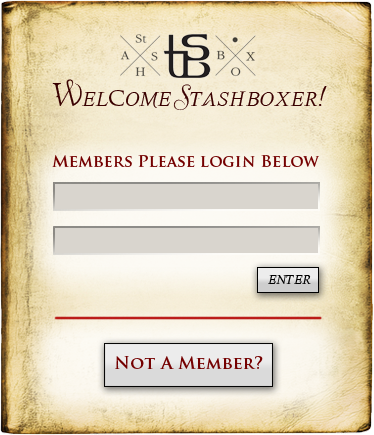 St
tsB
A S B X
H O
WelCome Stashboxer!
Members Please login Below
ENTER
Not A Member?